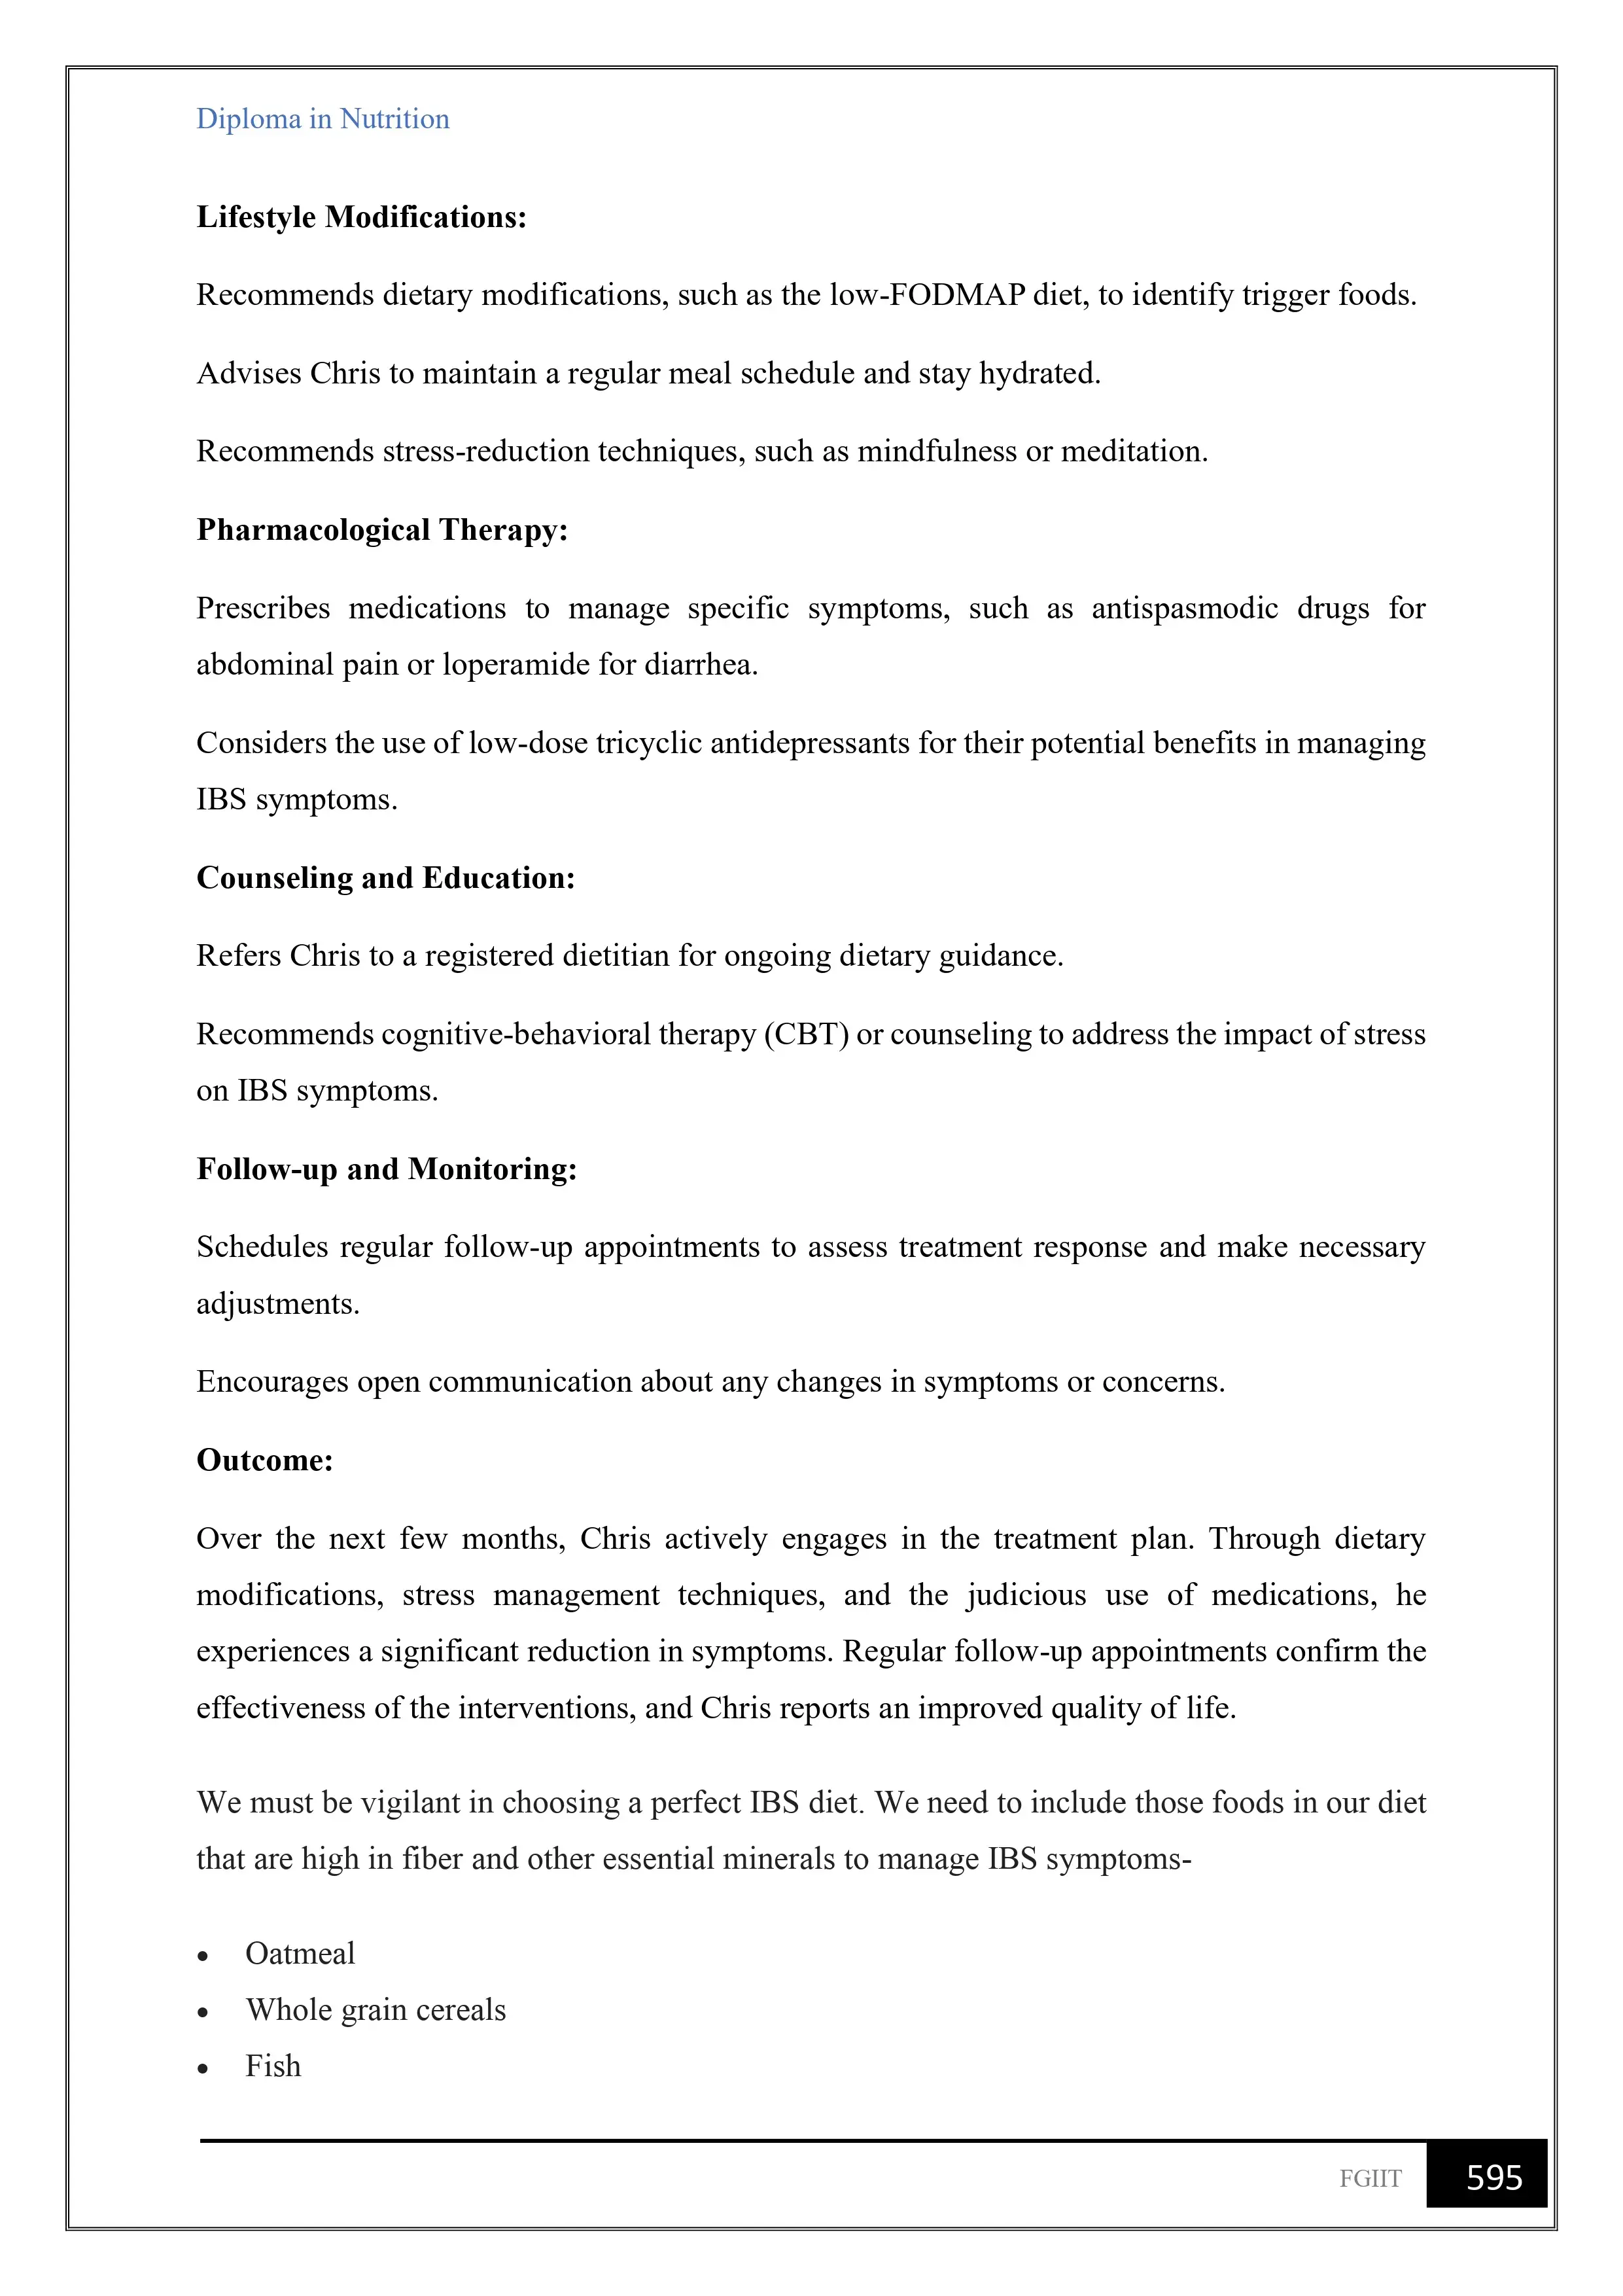 Diploma in Nutrition
Lifestyle Modifications:
Recommends dietary modifications, such as the low-FODMAP diet, to identify trigger foods.
Advises Chris to maintain a regular meal schedule and stay hydrated.
Recommends stress-reduction techniques, such as mindfulness or meditation.
Pharmacological Therapy:
Prescribes medications to manage specific symptoms, such as antispasmodic drugs for
abdominal pain or loperamide for diarrhea.
Considers the use of low-dose tricyclic antidepressants for their potential benefits in managing
IBS symptoms.
Counseling and Education:
Refers Chris to a registered dietitian for ongoing dietary guidance.
Recommends cognitive-behavioral therapy (CBT) or counseling to address the impact of stress
on IBS symptoms.
Follow-up and Monitoring:
Schedules regular follow-up appointments to assess treatment response and make necessary
adjustments.
Encourages open communication about any changes in symptoms or concerns.
Outcome:
Over the next few months, Chris actively engages in the treatment plan. Through dietary
modifications, stress management techniques, and the judicious use of medications, he
experiences a significant reduction in symptoms. Regular follow-up appointments confirm the
effectiveness of the interventions, and Chris reports an improved quality of life.
We must be vigilant in choosing a perfect IBS diet. We need to include those foods in our diet
that are high in fiber and other essential minerals to manage IBS symptoms-
• Oatmeal
• Whole grain cereals
• Fish
FGIIT 595